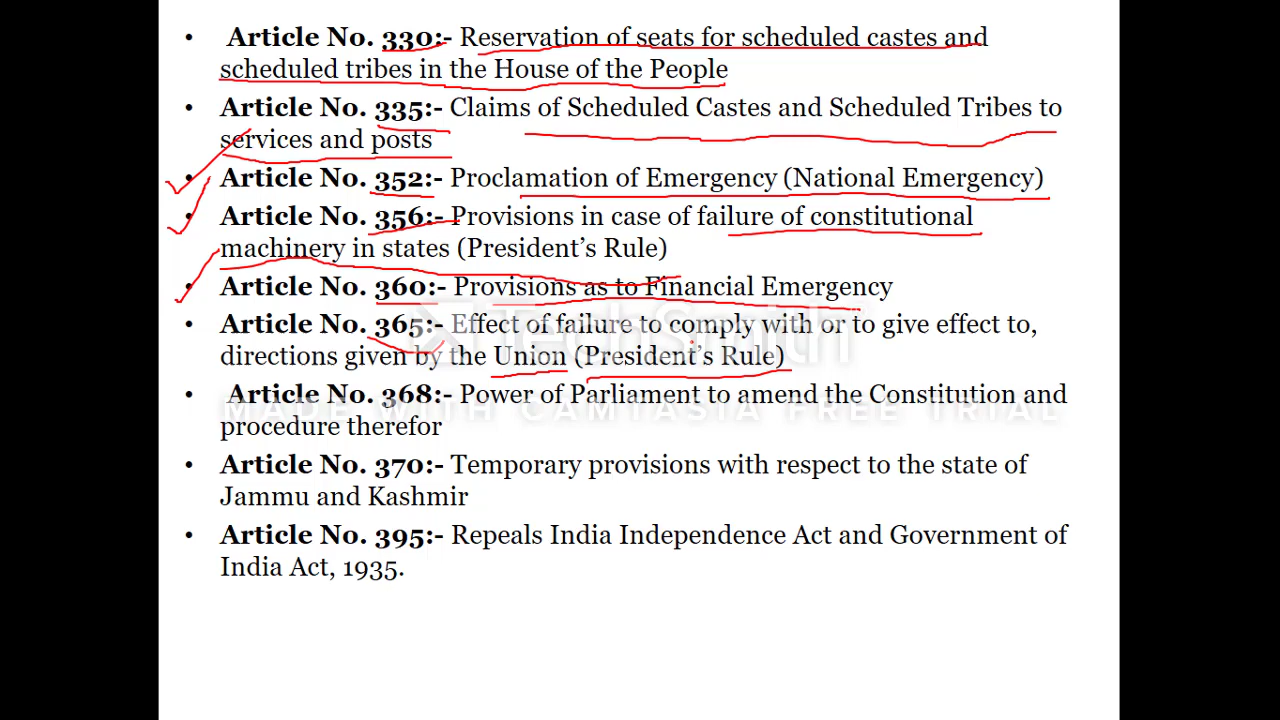 • Article No. 330:- Reservation of seats for scheduled castes and
scheduled tribes in the House of the People
• Article No. 335:- Claims of Scheduled Castes and Scheduled Tribes to
services and posts
• Article No. 352:- Proclamation of Emergency (National Emergency)
• Article No. 356:- Provisions in case of failure of constitutional
machinery in states (President’s Rule)
• Article No. 360:- Provisions as to Financial Emergency
• Article No. 365:- Effect of failure to comply with or to give effect to,
directions given by the Union (President’s Rule)
TechSmith
• Article No. 368:- Power of Parliament to amend the Constitution and
procedure therefor
MADE WITH CAMTASIA FREE TRIAL
• Article No. 370:- Temporary provisions with respect to the state of
Jammu and Kashmir
• Article No. 395:- Repeals India Independence Act and Government of
India Act, 1935.